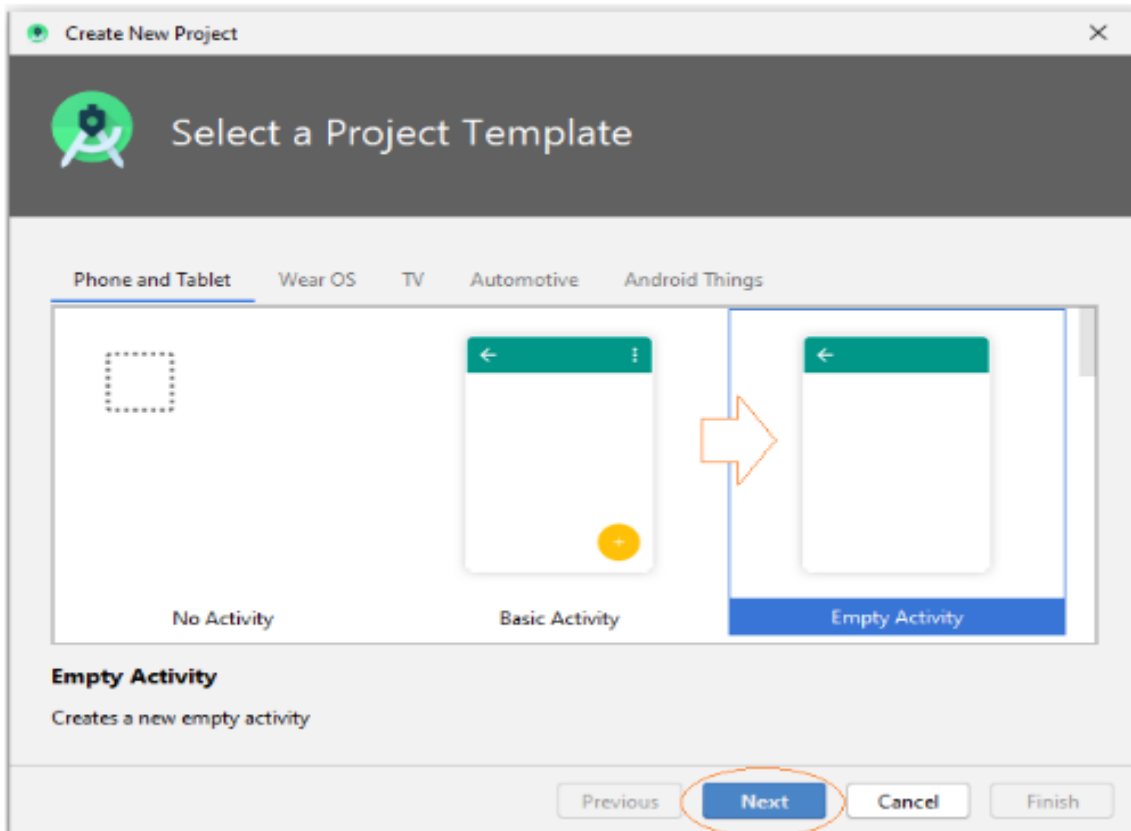 Create New Project
Select a Project Template
Phone and Tablet Wear OS TV Automotive Android Things
No Activity Basic Activity Empty Activity
Empty Activity
Creates a new empty activity
Previous Next Cancel Finish